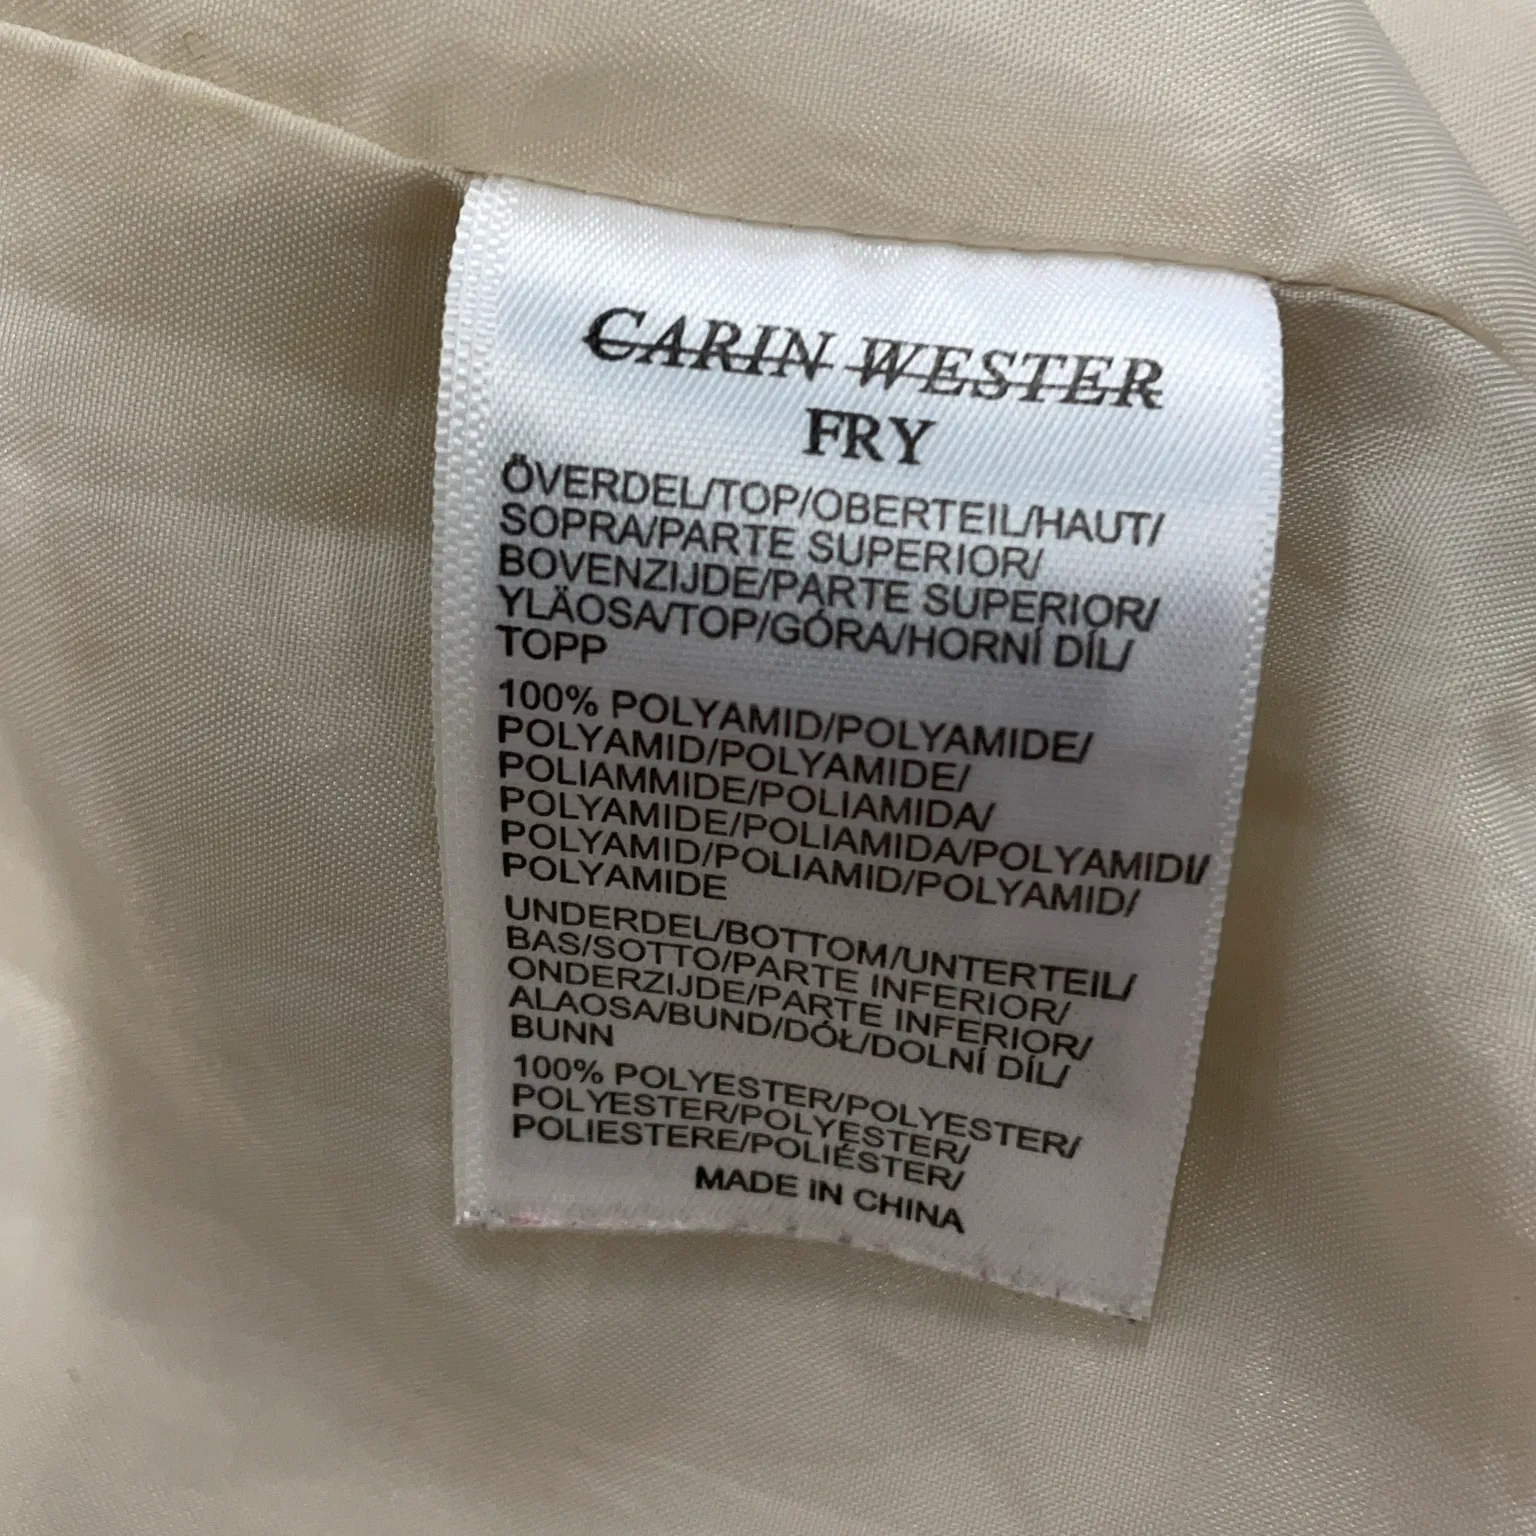 CARIN WESTER
FRY
ÖVERDEL/TOP/OBERTEIL/HAUT/
SOPRA/PARTE SUPERIOR/
BOVENZIJDE/PARTE SUPERIOR/
YLÄOSA/TOP/GÓRA/HORNÍ DÍL/
TOPP
100% POLYAMID/POLYAMIDE/
POLYAMID/POLYAMIDE/
POLIAMMIDE/POLIAMIDA/
POLYAMIDE/POLIAMIDA/POLYAMIDI/
POLYAMID/POLIAMID/POLYAMID/
POLYAMIDE
UNDERDEL/BOTTOM/UNTERTEIL/
BAS/SOTTO/PARTE INFERIOR/
ONDERZIJDE/PARTE INFERIOR/
ALAOSA/BUND/DÓŁ/DOLNÍ DÍL/
BUNN
100% POLYESTER/POLYESTER/
POLYESTER/POLYESTER/
POLIESTERE/POLIÉSTER/
MADE IN CHINA